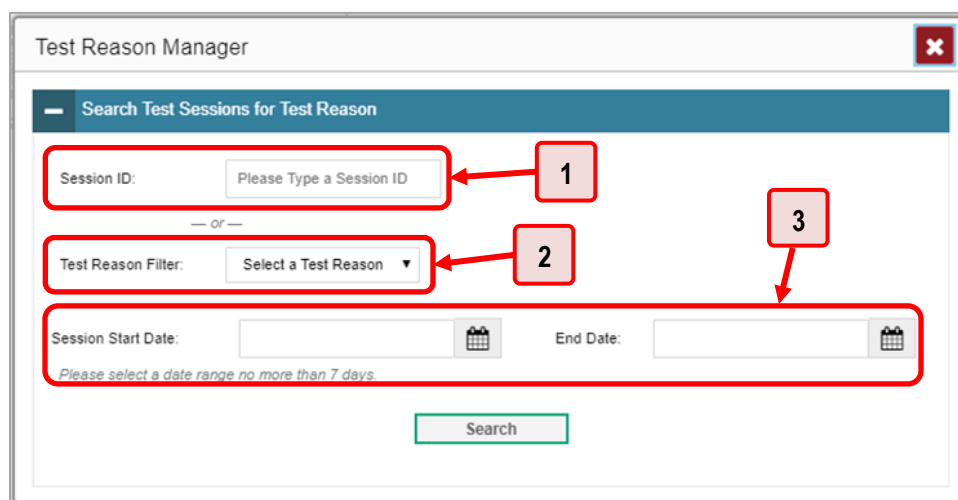 Test Reason Manager
Search Test Sessions for Test Reason
Session ID: Please Type a Session ID
1
— or —
3
Test Reason Filter: Select a Test Reason
2
Session Start Date: End Date:
Please select a date range no more than 7 days.
Search